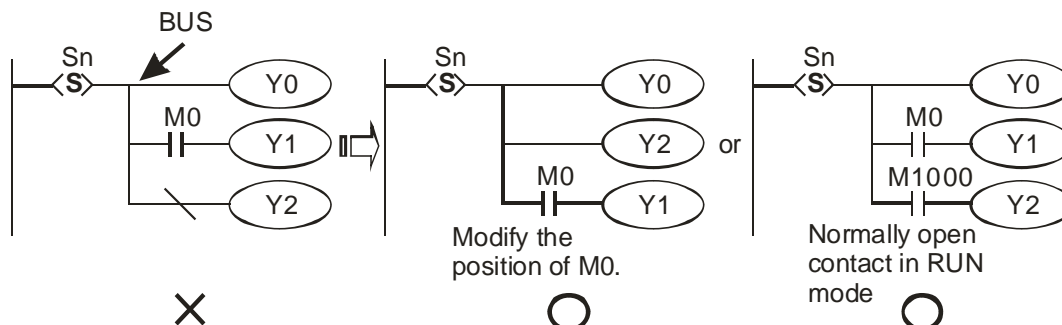 BUS
Sn
S
Y0
M0
Y1
Y2
Sn
S
Y0
Y2
M0
Y1
Modify the
position of M0.
or
Sn
S
Y0
M0
Y1
M1000
Y2
Normally open
contact in RUN
mode